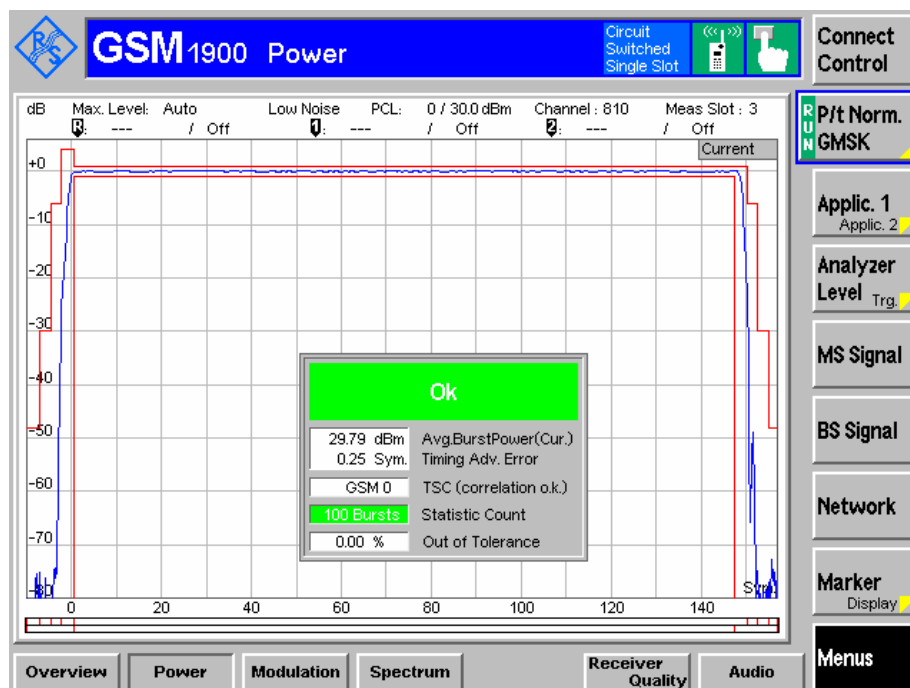 R&S GSM 1900 Power Circuit Switched Single Slot
Connect Control
dB Max. Level: Auto Low Noise PCL: 0 / 30.0 dBm Channel : 810 Meas Slot : 3
R: --- / Off 1: --- / Off 2: --- / Off
Current
RUN
P/t Norm. GMSK
+0
-10
-20
-30
-40
-50
-60
-70
-80
Applic. 1
Applic. 2
Analyzer Level Trg.
MS Signal
BS Signal
Network
Marker
Display
Menus
Ok
29.79 dBm Avg.BurstPower(Cur.)
0.25 Sym. Timing Adv. Error
GSM 0 TSC (correlation o.k.)
100 Bursts Statistic Count
0.00 % Out of Tolerance
Sym.
0 20 40 60 80 100 120 140
Overview Power Modulation Spectrum Receiver Quality Audio